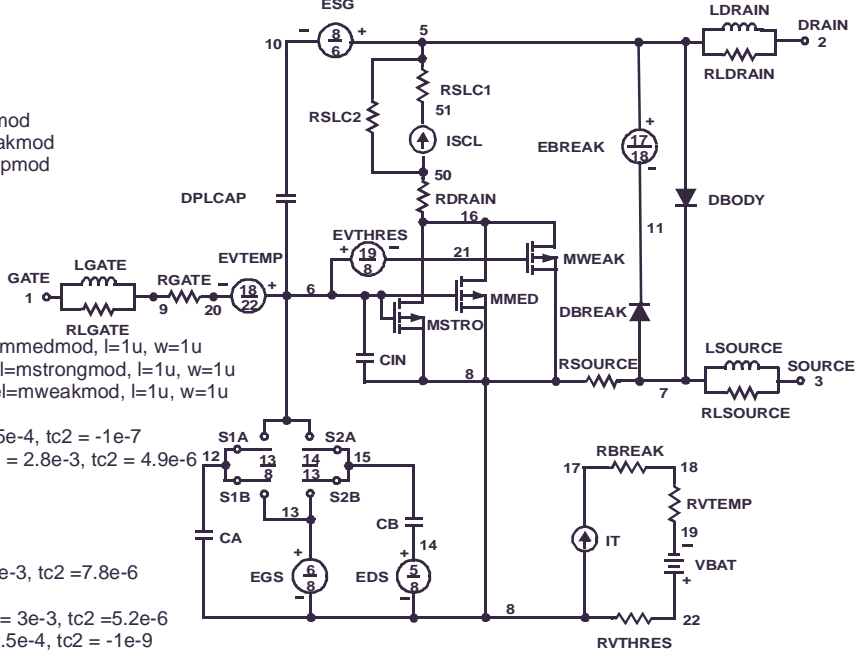 ESG
LDRAIN
DRAIN
2
RLDRAIN
10
−
8
6
+
5
RSLC1
51
RSLC2
ISCL
50
RDRAIN
16
mod
akmod
pmod
+
17
18
−
EBREAK
11
DBODY
DPLCAP
EVTHRES
+
19
8
−
21
MWEAK
EVTEMP
−
18
22
+
6
MMED
MSTRO
DBREAK
GATE
1
LGATE
RLGATE
9
RGATE
20
CIN
8
RSOURCE
7
LSOURCE
SOURCE
3
RLSOURCE
mmedmod, l=1u, w=1u
l=mstrongmod, l=1u, w=1u
el=mweakmod, l=1u, w=1u
5e-4, tc2 = -1e-7
= 2.8e-3, tc2 = 4.9e-6
S1A
S2A
12
13
8
14
13
15
S1B
S2B
13
CA
CB
14
+
6
8
−
EGS
EDS
+
5
8
−
17
RBREAK
18
RVTEMP
19
−
IT
VBAT
+
8
22
RVTHRES
e-3, tc2 =7.8e-6
= 3e-3, tc2 =5.2e-6
.5e-4, tc2 = -1e-9